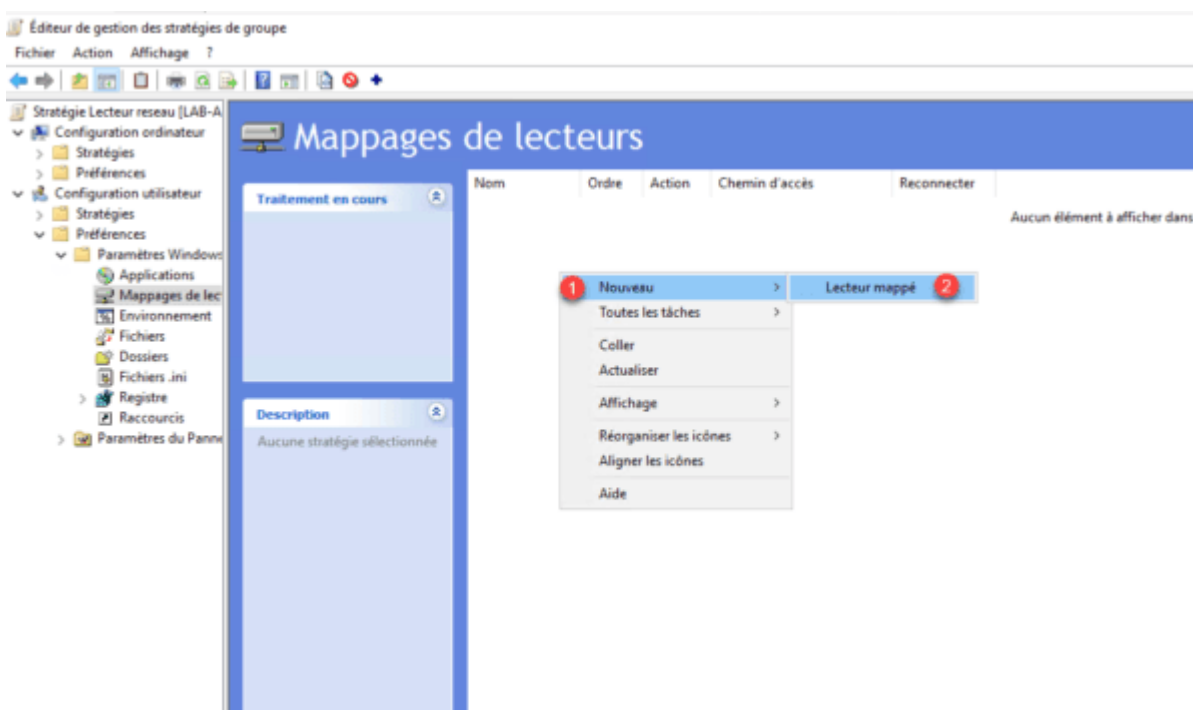 Éditeur de gestion des stratégies de groupe
Fichier Action Affichage ?
Stratégie Lecteur reseau [LAB-A
Configuration ordinateur
Stratégies
Préférences
Configuration utilisateur
Stratégies
Préférences
Paramètres Windows
Applications
Mappages de lec
Environnement
Fichiers
Dossiers
Fichiers .ini
Registre
Raccourcis
Paramètres du Panne
Mappages de lecteurs
Traitement en cours
Description
Aucune stratégie sélectionnée
Nom Ordre Action Chemin d'accès Reconnecter
Aucun élément à afficher dans
1 Nouveau > Lecteur mappé 2
Toutes les tâches >
Coller
Actualiser
Affichage >
Réorganiser les icônes >
Aligner les icônes
Aide